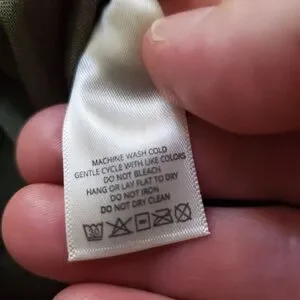 MACHINE WASH COLD
GENTLE CYCLE WITH LIKE COLORS
DO NOT BLEACH
HANG OR LAY FLAT TO DRY
DO NOT IRON
DO NOT DRY CLEAN